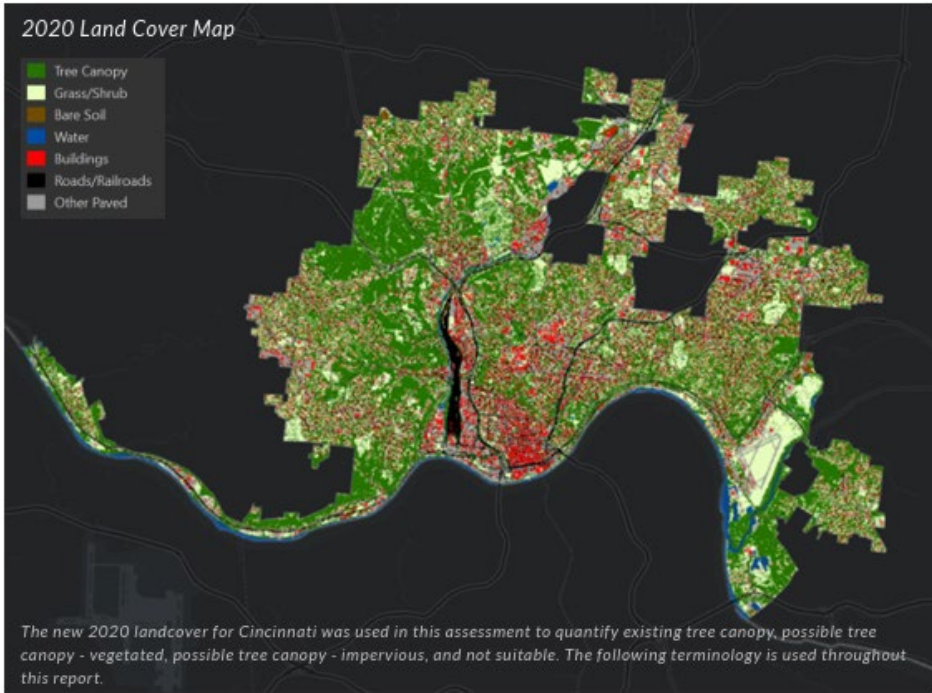 2020 Land Cover Map
Tree Canopy
Grass/Shrub
Bare Soil
Water
Buildings
Roads/Railroads
Other Paved
The new 2020 landcover for Cincinnati was used in this assessment to quantify existing tree canopy, possible tree
canopy - vegetated, possible tree canopy - impervious, and not suitable. The following terminology is used throughout
this report.